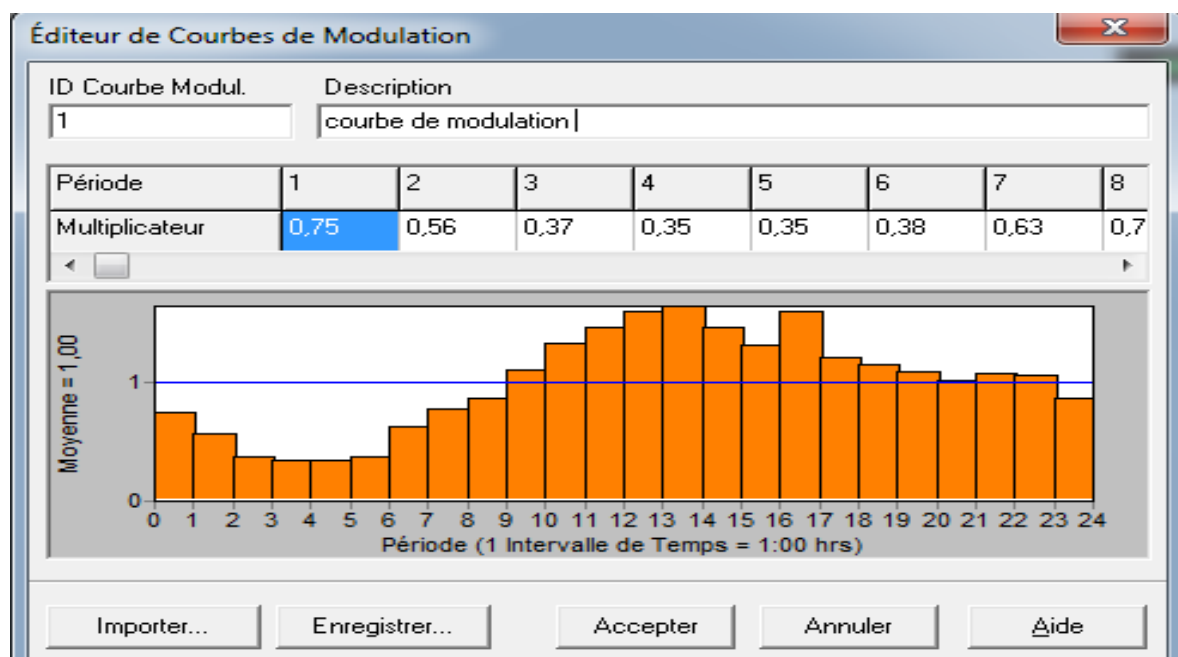 Éditeur de Courbes de Modulation
ID Courbe Modul. Description
1 courbe de modulation
Période 1 2 3 4 5 6 7 8
Multiplicateur 0,75 0,56 0,37 0,35 0,35 0,38 0,63 0,7
Moyenne = 1,00
1
0
0 1 2 3 4 5 6 7 8 9 10 11 12 13 14 15 16 17 18 19 20 21 22 23 24
Période (1 Intervalle de Temps = 1:00 hrs)
Importer... Enregistrer... Accepter Annuler Aide